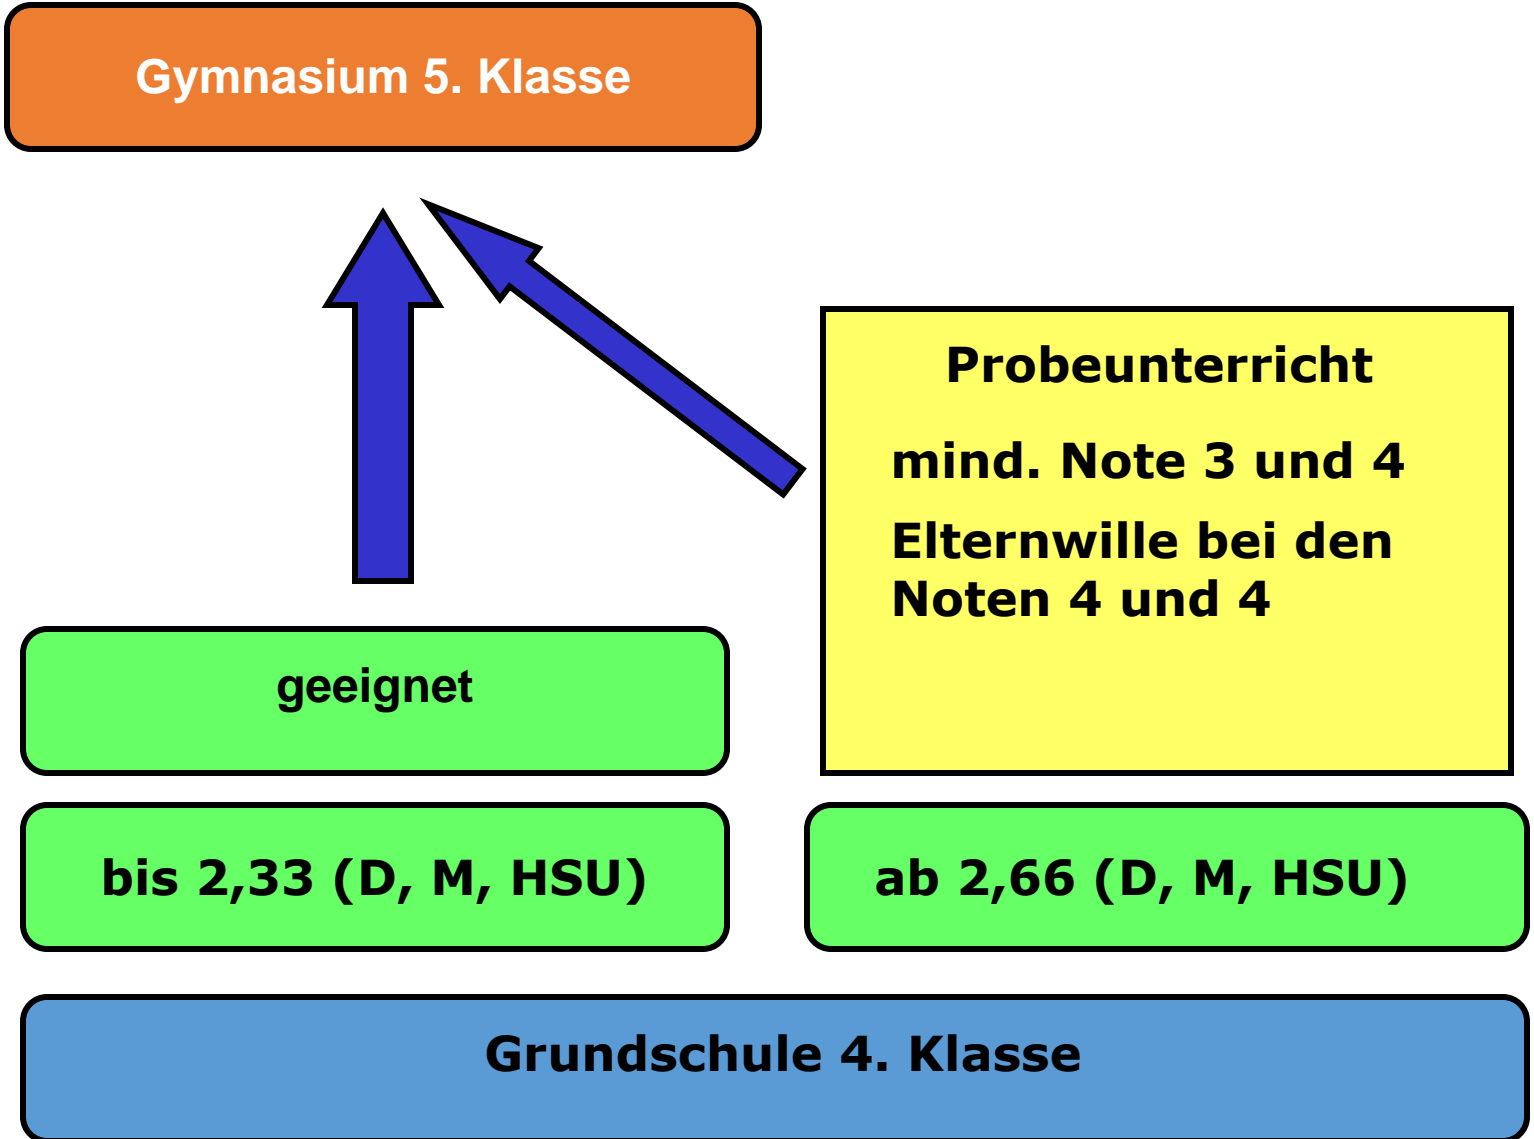 Gymnasium 5. Klasse
Probeunterricht
mind. Note 3 und 4
Elternwille bei den
Noten 4 und 4
geeignet
bis 2,33 (D, M, HSU)
ab 2,66 (D, M, HSU)
Grundschule 4. Klasse